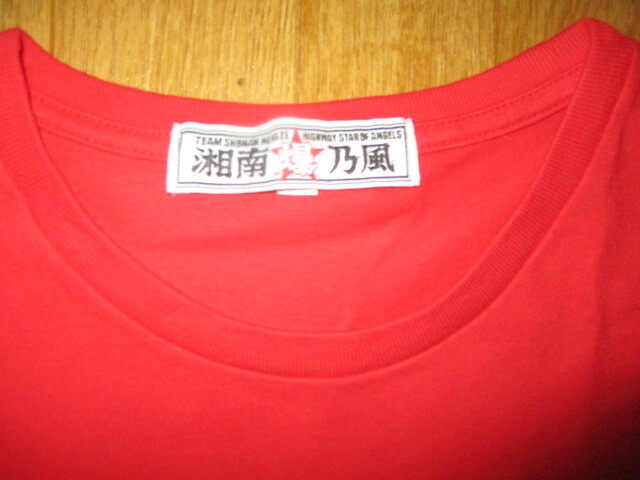 TEAM SHONAN HIGHWAY STAR OF ANGELS
湘南爆乃風